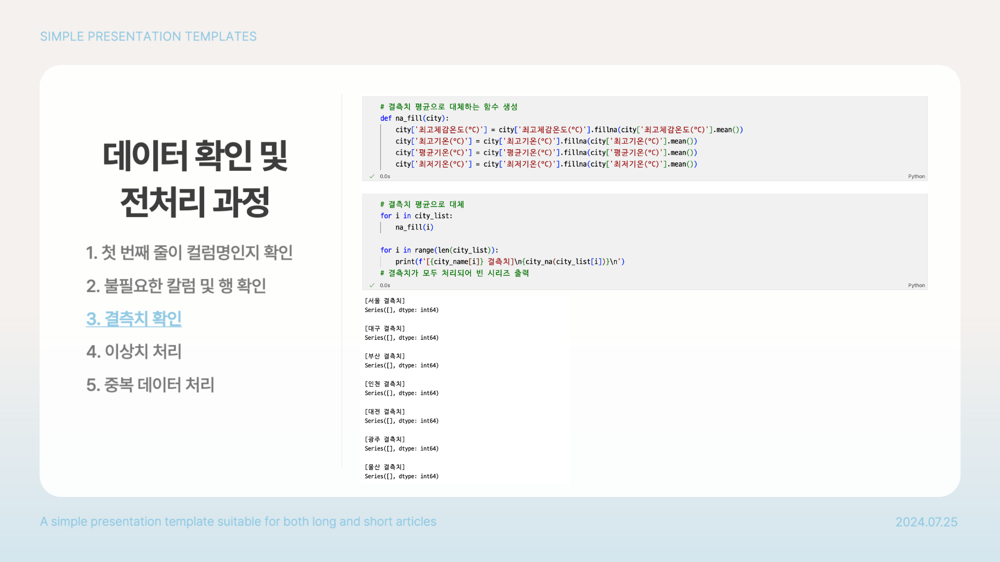 SIMPLE PRESENTATION TEMPLATES
데이터 확인 및
전처리 과정
1. 첫 번째 줄이 컬럼명인지 확인
2. 불필요한 칼럼 및 행 확인
3. 결측치 확인
4. 이상치 처리
5. 중복 데이터 처리
# 결측치 평균으로 대체하는 함수 생성
def na_fill(city):
    city['최고체감온도(°C)'] = city['최고체감온도(°C)'].fillna(city['최고체감온도(°C)'].mean())
    city['최고기온(°C)'] = city['최고기온(°C)'].fillna(city['최고기온(°C)'].mean())
    city['평균기온(°C)'] = city['평균기온(°C)'].fillna(city['평균기온(°C)'].mean())
    city['최저기온(°C)'] = city['최저기온(°C)'].fillna(city['최저기온(°C)'].mean())
✓ 0.0s Python
# 결측치 평균으로 대체
for i in city_list:
    na_fill(i)
for i in range(len(city_list)):
    print(f'[{city_name[i]} 결측치]\n{city_na(city_list[i])}\n')
# 결측치가 모두 처리되어 빈 시리즈 출력
✓ 0.0s Python
[서울 결측치]
Series([], dtype: int64)
[대구 결측치]
Series([], dtype: int64)
[부산 결측치]
Series([], dtype: int64)
[인천 결측치]
Series([], dtype: int64)
[대전 결측치]
Series([], dtype: int64)
[광주 결측치]
Series([], dtype: int64)
[울산 결측치]
Series([], dtype: int64)
A simple presentation template suitable for both long and short articles
2024.07.25